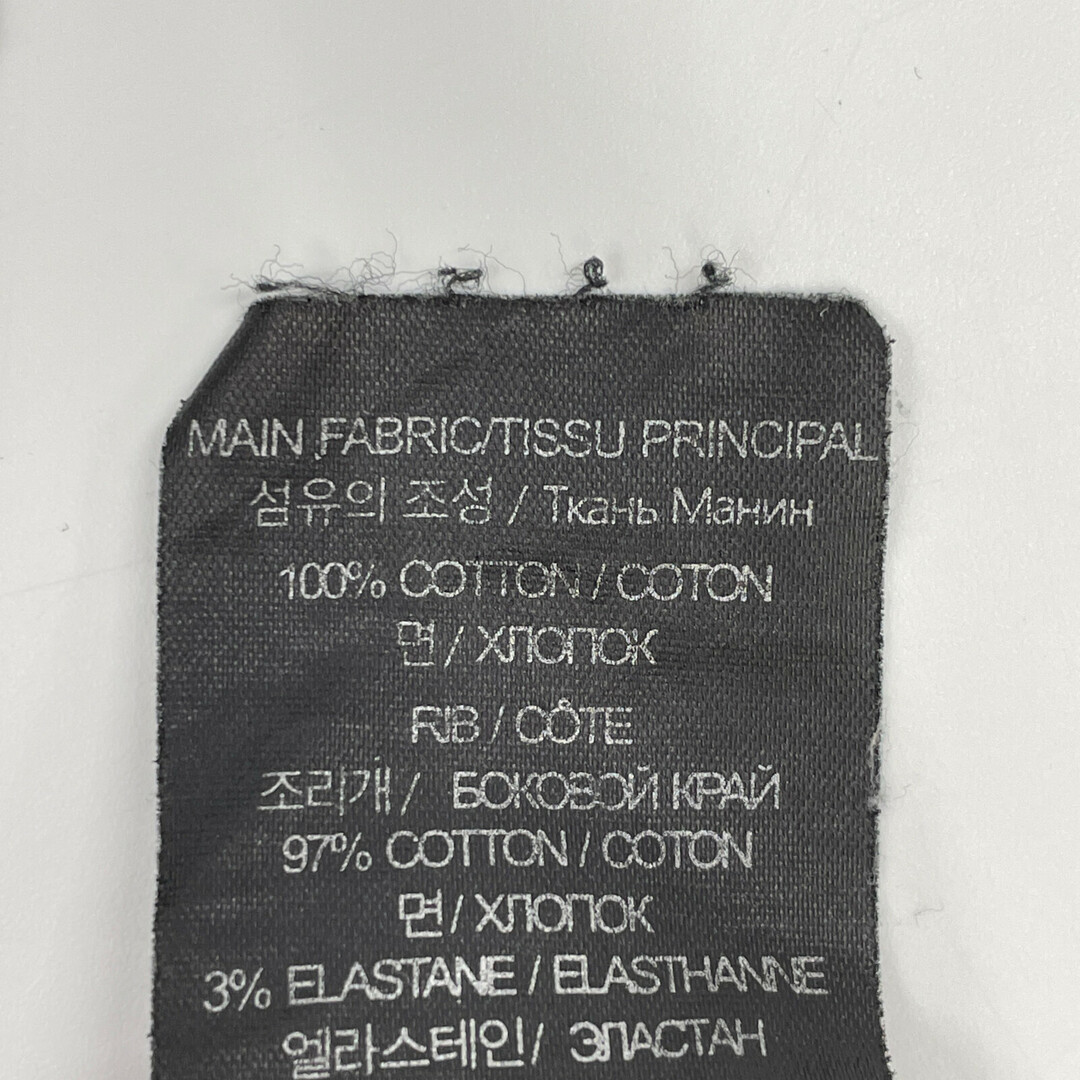 MAIN FABRIC/TISSU PRINCIPAL
섬유의 조성 / Ткань Манин
100% COTTON / COTON
면 / ХЛОПОК
RIB / CÔTE
조리개 / БОКОВОЙ КРАЙ
97% COTTON / COTON
면 / ХЛОПОК
3% ELASTANE / ELASTHANNE
엘라스테인 / ЭЛАСТАН